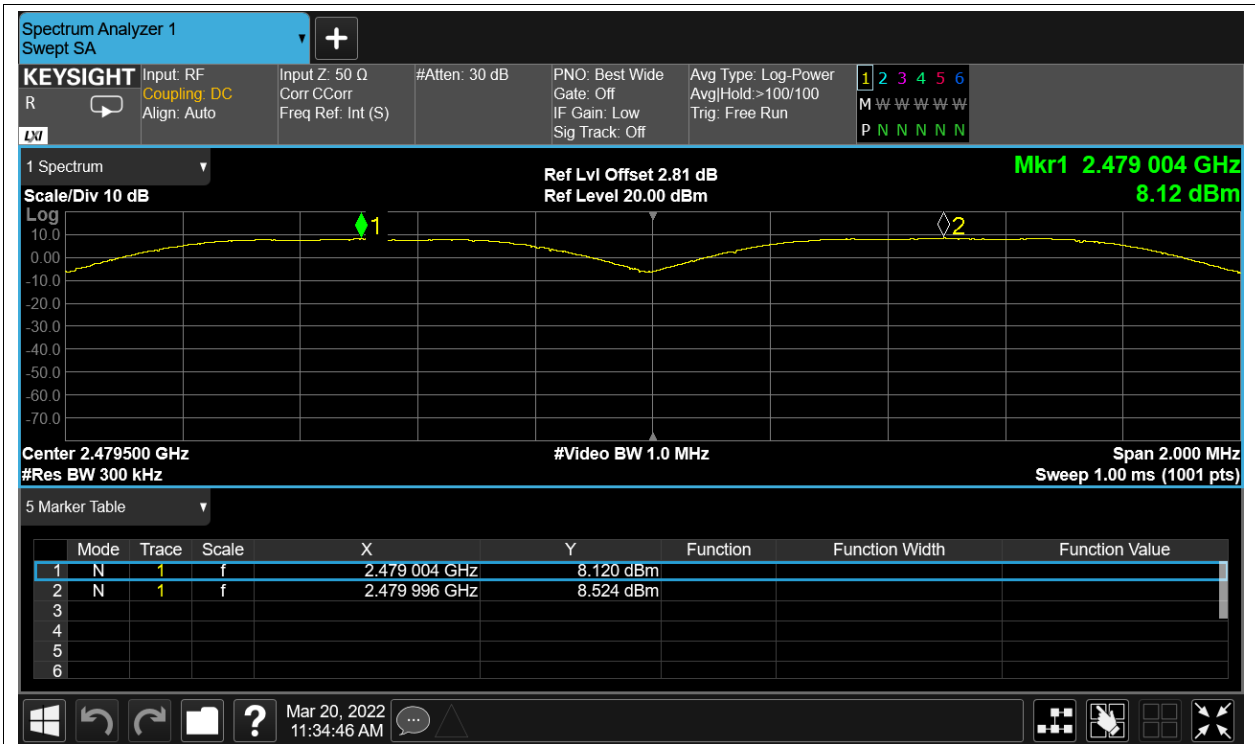 Spectrum Analyzer 1
Swept SA
+
KEYSIGHT Input: RF Input Z: 50 Ω #Atten: 30 dB PNO: Best Wide Avg Type: Log-Power 1 2 3 4 5 6
R Coupling: DC Corr CCorr Gate: Off Avg|Hold:>100/100 M W W W W W
Align: Auto Freq Ref: Int (S) IF Gain: Low Trig: Free Run
LXI Sig Track: Off P N N N N N
1 Spectrum Ref Lvl Offset 2.81 dB Mkr1 2.479 004 GHz
Scale/Div 10 dB Ref Level 20.00 dBm 8.12 dBm
Log
1 2
10.0
0.00
-10.0
-20.0
-30.0
-40.0
-50.0
-60.0
-70.0
Center 2.479500 GHz #Video BW 1.0 MHz Span 2.000 MHz
#Res BW 300 kHz Sweep 1.00 ms (1001 pts)
5 Marker Table
Mode Trace Scale X Y Function Function Width Function Value
1 N 1 f 2.479 004 GHz 8.120 dBm
2 N 1 f 2.479 996 GHz 8.524 dBm
3
4
5
6
? Mar 20, 2022
11:34:46 AM